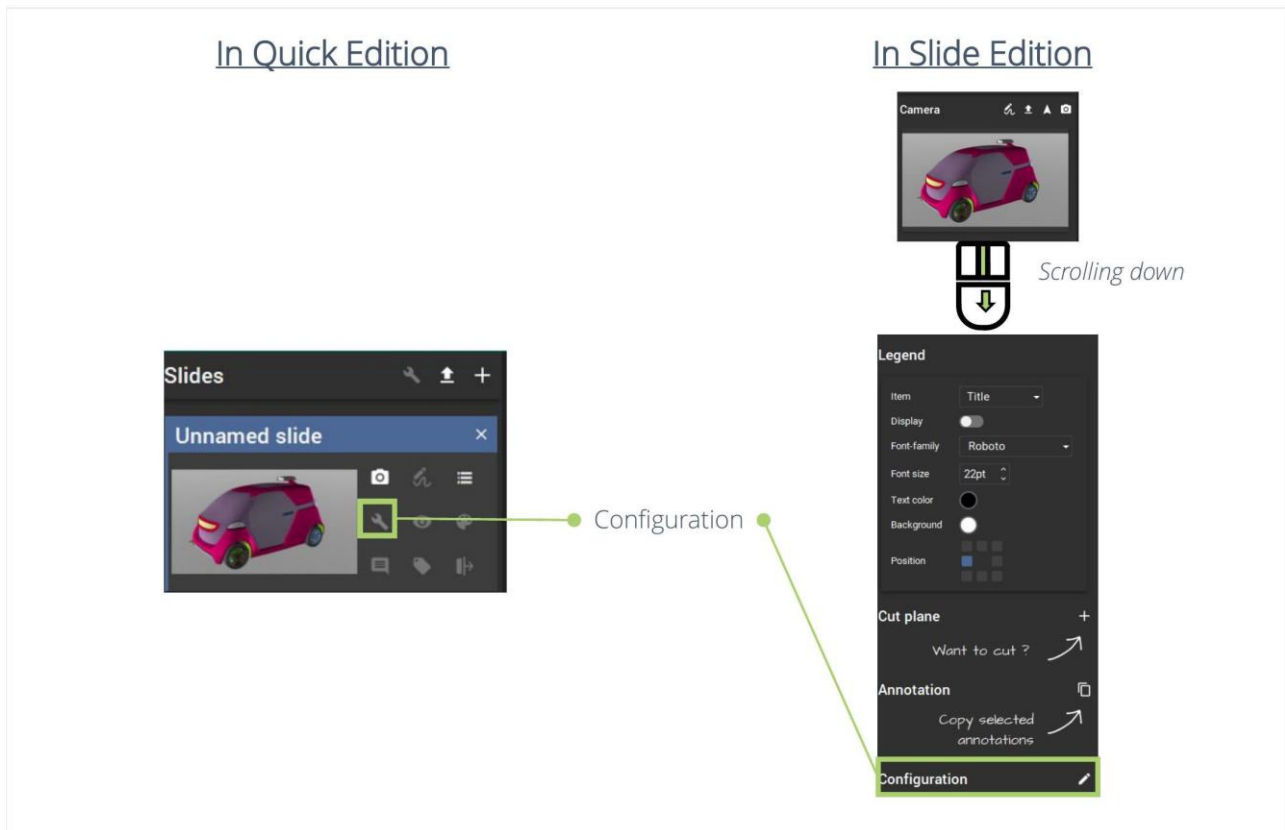 In Quick Edition
In Slide Edition
Camera
Scrolling down
Slides
Unnamed slide
Configuration
Legend
Item Title
Display
Font-family Roboto
Font size 22pt
Text color
Background
Position
Cut plane
Want to cut ?
Annotation
Copy selected
annotations
Configuration